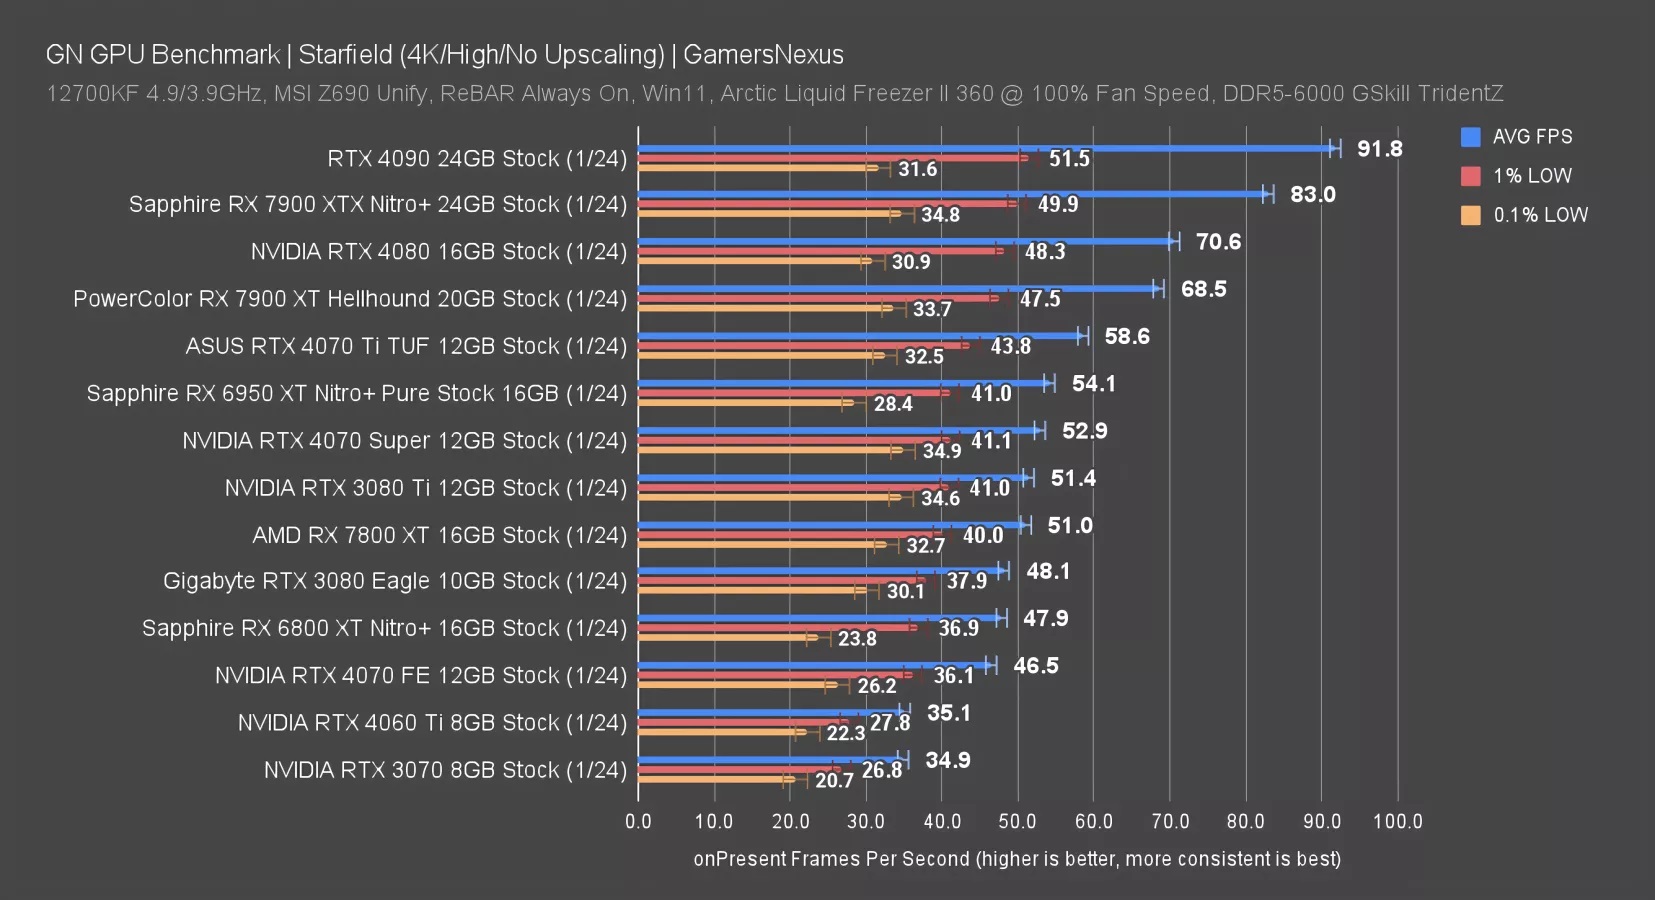 GN GPU Benchmark | Starfield (4K/High/No Upscaling) | GamersNexus
12700KF 4.9/3.9GHz, MSI Z690 Unify, ReBAR Always On, Win11, Arctic Liquid Freezer II 360 @ 100% Fan Speed, DDR5-6000 GSkill TridentZ
AVG FPS
1% LOW
0.1% LOW
RTX 4090 24GB Stock (1/24) 91.8 51.5 31.6
Sapphire RX 7900 XTX Nitro+ 24GB Stock (1/24) 83.0 49.9 34.8
NVIDIA RTX 4080 16GB Stock (1/24) 70.6 48.3 30.9
PowerColor RX 7900 XT Hellhound 20GB Stock (1/24) 68.5 47.5 33.7
ASUS RTX 4070 Ti TUF 12GB Stock (1/24) 58.6 43.8 32.5
Sapphire RX 6950 XT Nitro+ Pure Stock 16GB (1/24) 54.1 41.0 28.4
NVIDIA RTX 4070 Super 12GB Stock (1/24) 52.9 41.1 34.9
NVIDIA RTX 3080 Ti 12GB Stock (1/24) 51.4 41.0 34.6
AMD RX 7800 XT 16GB Stock (1/24) 51.0 40.0 32.7
Gigabyte RTX 3080 Eagle 10GB Stock (1/24) 48.1 37.9 30.1
Sapphire RX 6800 XT Nitro+ 16GB Stock (1/24) 47.9 36.9 23.8
NVIDIA RTX 4070 FE 12GB Stock (1/24) 46.5 36.1 26.2
NVIDIA RTX 4060 Ti 8GB Stock (1/24) 35.1 27.8 22.3
NVIDIA RTX 3070 8GB Stock (1/24) 34.9 26.8 20.7
0.0 10.0 20.0 30.0 40.0 50.0 60.0 70.0 80.0 90.0 100.0
onPresent Frames Per Second (higher is better, more consistent is best)